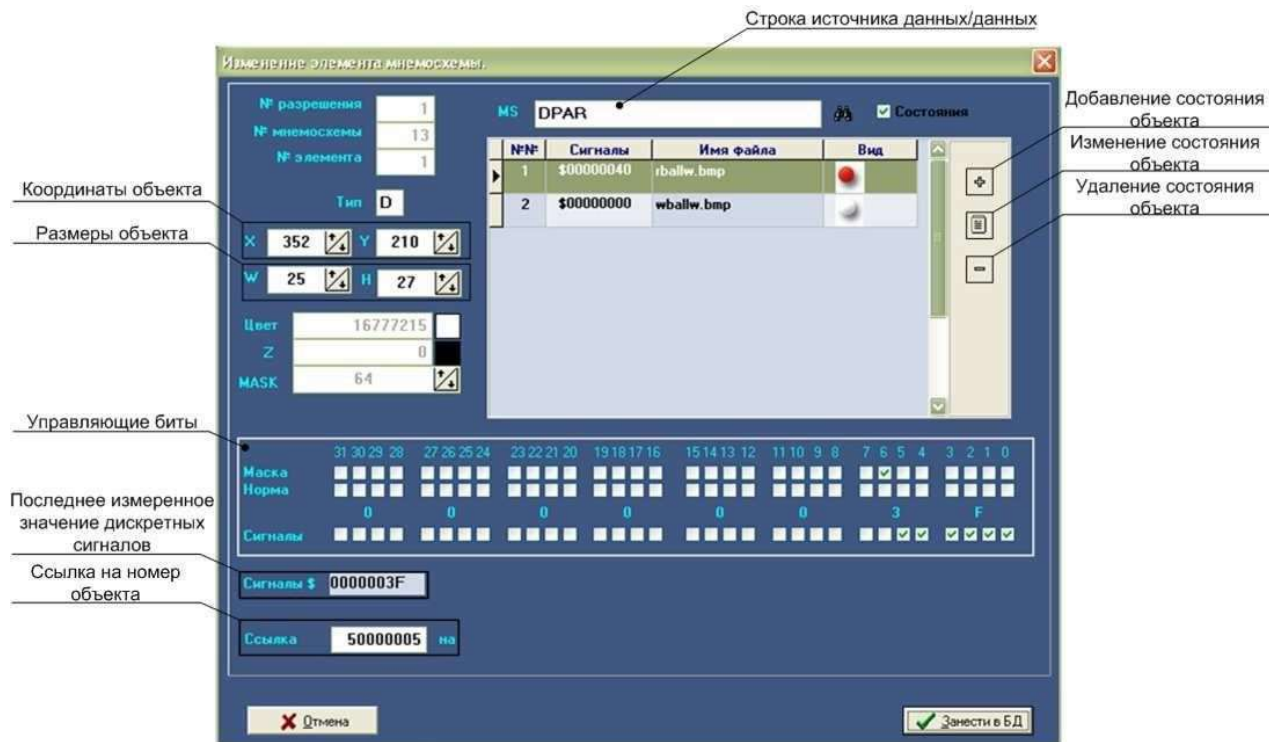 Строка источника данных/данных
Изменение элемента мнемосхемы.
№ разрешения 1
№ мнемосхемы 13
№ элемента 1
Тип D
MS DPAR
Состояния
№№ Сигналы Имя файла Вид
1 $00000040 rballw.bmp
2 $00000000 wballw.bmp
Добавление состояния
объекта
Изменение состояния
объекта
Удаление состояния
объекта
Координаты объекта
X 352 Y 210
Размеры объекта
W 25 H 27
Цвет 16777215
Z 0
MASK 64
Управляющие биты
31 30 29 28 27 26 25 24 23 22 21 20 19 18 17 16 15 14 13 12 11 10 9 8 7 6 5 4 3 2 1 0
Маска
Норма
0 0 0 0 0 0 3 F
Сигналы
Последнее измеренное
значение дискретных
сигналов
Сигналы $ 0000003F
Ссылка на номер
объекта
Ссылка 50000005 на
Отмена
Занести в БД